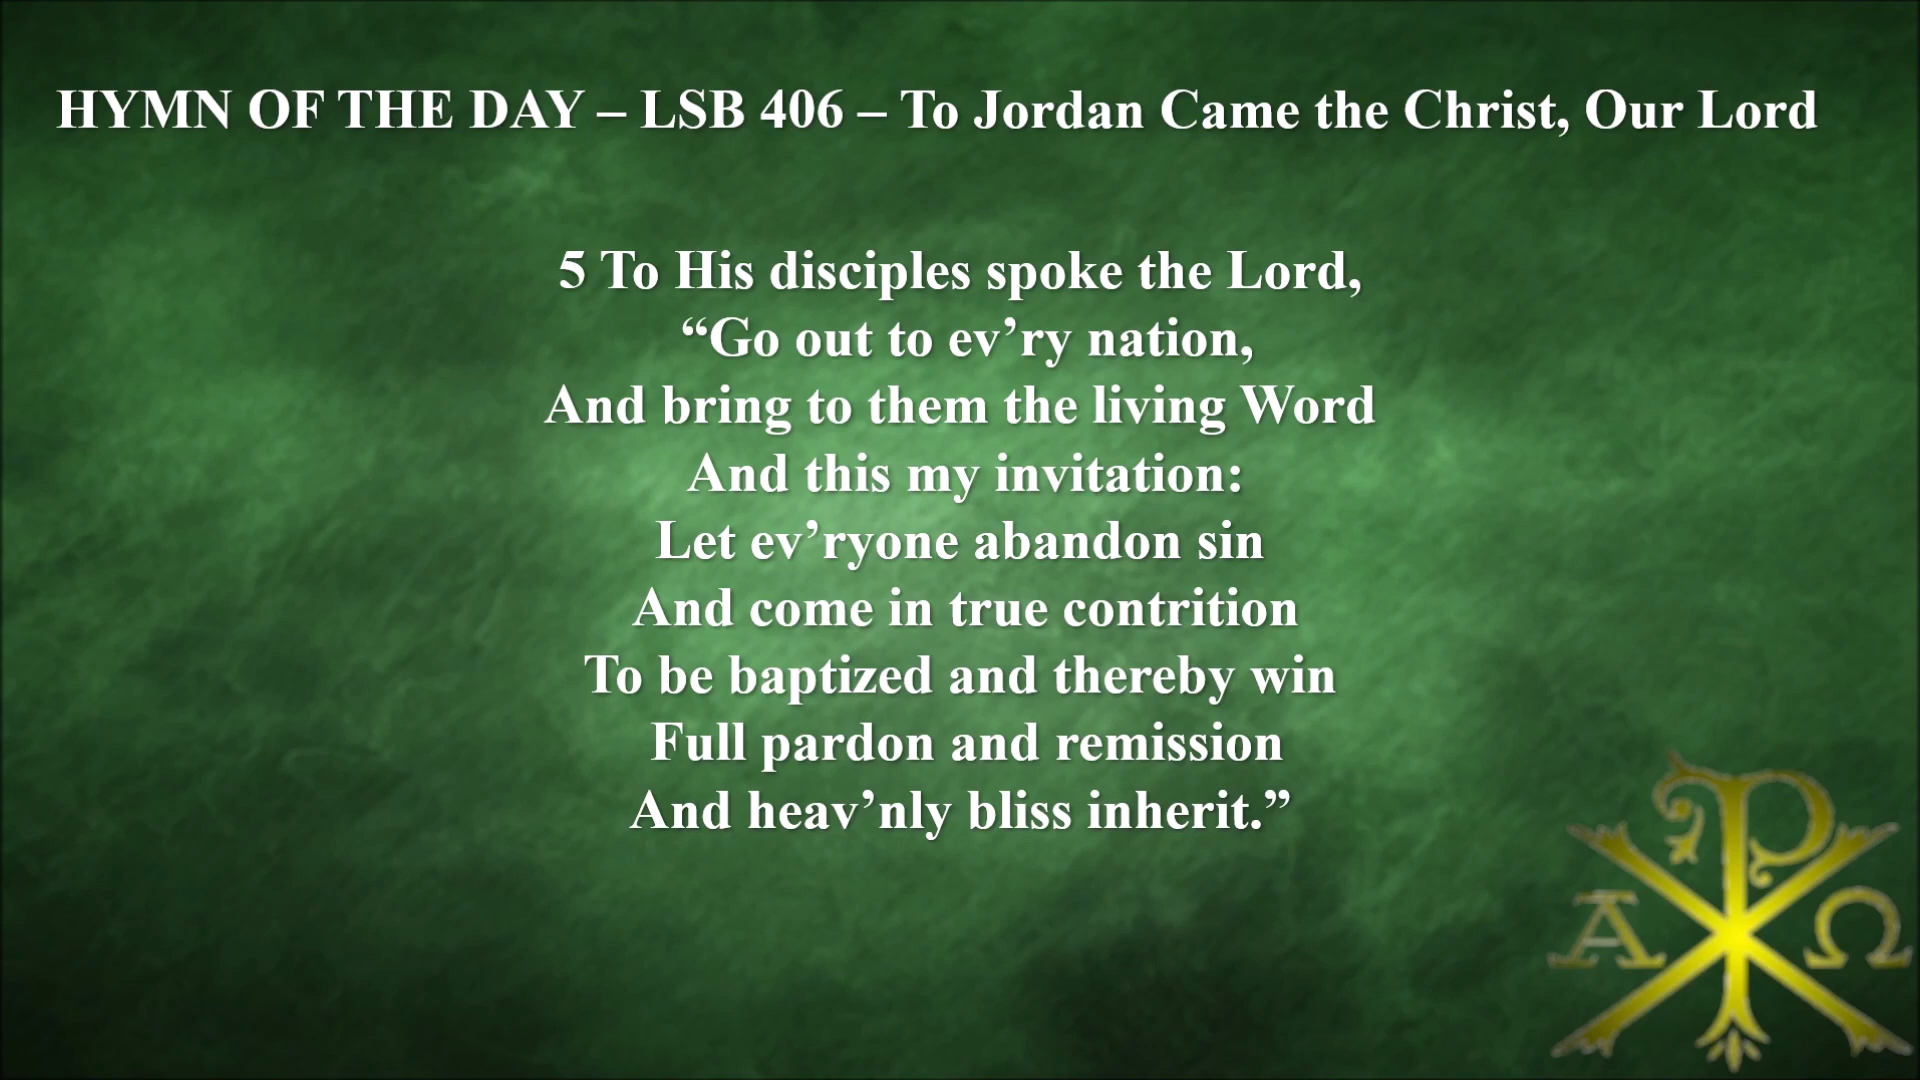 HYMN OF THE DAY – LSB 406 – To Jordan Came the Christ, Our Lord
5 To His disciples spoke the Lord,
“Go out to ev’ry nation,
And bring to them the living Word
And this my invitation:
Let ev’ryone abandon sin
And come in true contrition
To be baptized and thereby win
Full pardon and remission
And heav’nly bliss inherit.”
Α Ω